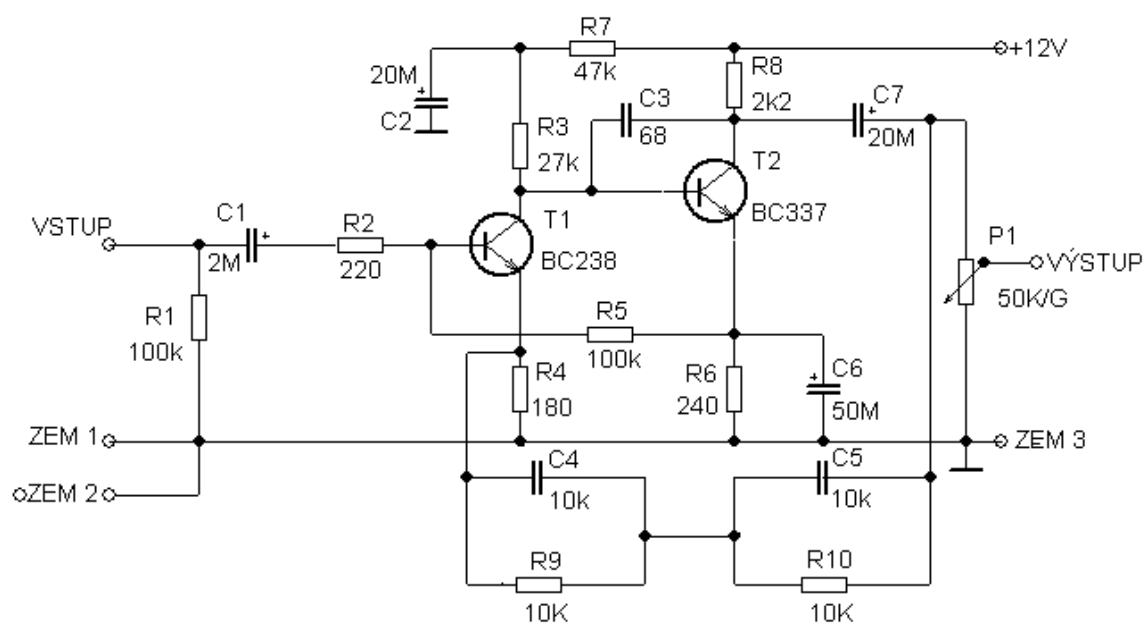 R7
47k
+12V
20M
C2
R8
2k2
C3
68
C7
20M
R3
27k
T2
BC337
VSTUP
C1
2M
R2
220
T1
BC238
P1
VÝSTUP
50K/G
R1
100k
R5
100k
R4
180
R6
240
C6
50M
ZEM 1
ZEM 3
ZEM 2
C4
10k
C5
10k
R9
10K
R10
10K